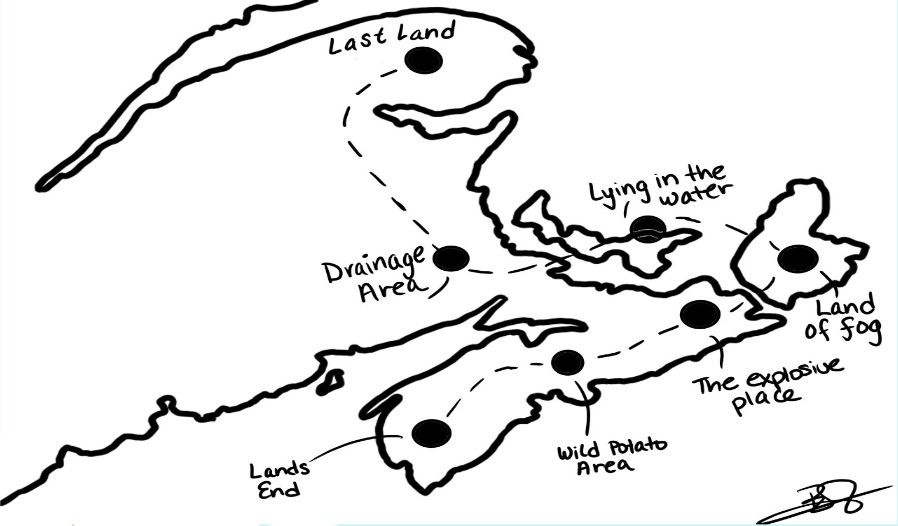 Last Land
Lying in the
water
Drainage
Area
Land
of fog
The explosive
place
Wild Potato
Area
Lands
End